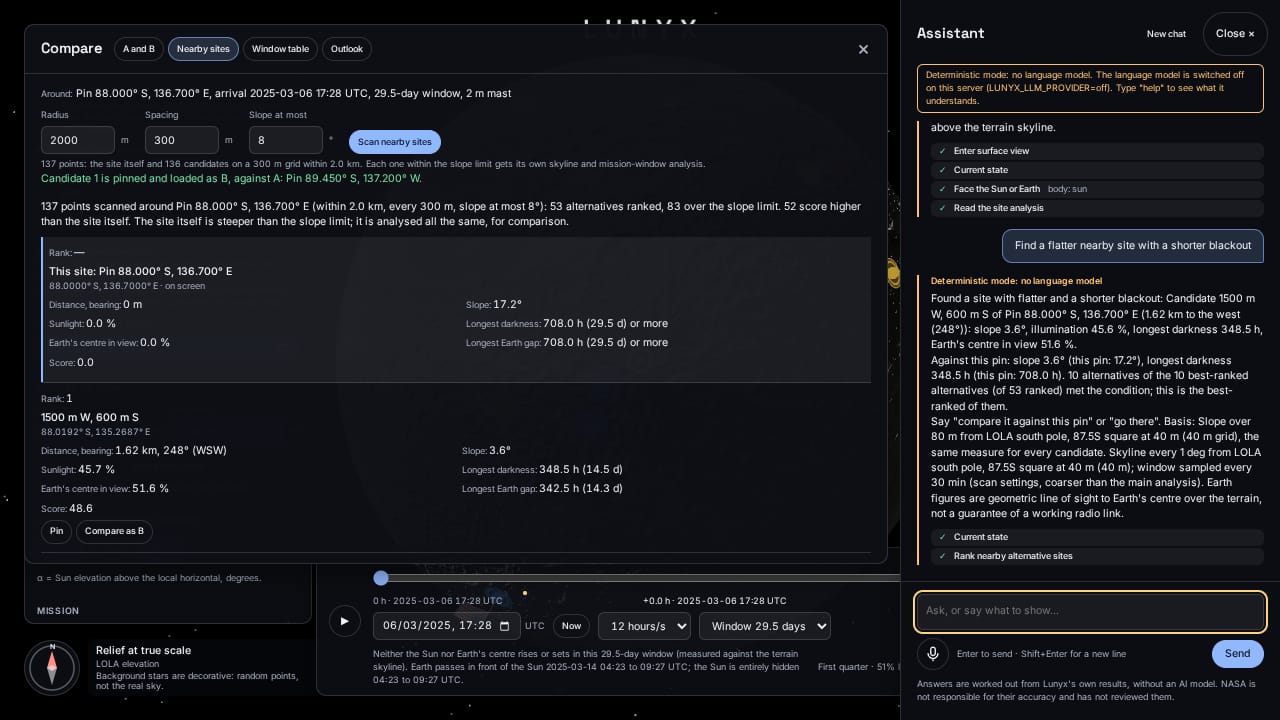 LUNYX
Compare
A and B
Nearby sites
Window table
Outlook
×
Around: Pin 88.000° S, 136.700° E, arrival 2025-03-06 17:28 UTC, 29.5-day window, 2 m mast
Radius
Spacing
Slope at most
2000 m
300 m
8 °
Scan nearby sites
137 points: the site itself and 136 candidates on a 300 m grid within 2.0 km. Each one within the slope limit gets its own skyline and mission-window analysis.
Candidate 1 is pinned and loaded as B, against A: Pin 89.450° S, 137.200° W.
137 points scanned around Pin 88.000° S, 136.700° E (within 2.0 km, every 300 m, slope at most 8°): 53 alternatives ranked, 83 over the slope limit. 52 score higher
than the site itself. The site itself is steeper than the slope limit; it is analysed all the same, for comparison.
Rank: —
This site: Pin 88.000° S, 136.700° E
88.0000° S, 136.7000° E · on screen
Distance, bearing: 0 m
Slope: 17.2°
Sunlight: 0.0 %
Longest darkness: 708.0 h (29.5 d) or more
Earth's centre in view: 0.0 %
Longest Earth gap: 708.0 h (29.5 d) or more
Score: 0.0
Rank: 1
1500 m W, 600 m S
88.0192° S, 135.2687° E
Distance, bearing: 1.62 km, 248° (WSW)
Slope: 3.6°
Sunlight: 45.7 %
Longest darkness: 348.5 h (14.5 d)
Earth's centre in view: 51.6 %
Longest Earth gap: 342.5 h (14.3 d)
Score: 48.6
Pin
Compare as B
α = Sun elevation above the local horizontal, degrees.
MISSION
N
Relief at true scale
LOLA elevation
Background stars are decorative: random points,
not the real sky.
0 h · 2025-03-06 17:28 UTC
+0.0 h · 2025-03-06 17:28 UTC
▶
06/03/2025, 17:28
UTC
Now
12 hours/s
Window 29.5 days
Neither the Sun nor Earth's centre rises or sets in this 29.5-day window (measured against the terrain
skyline). Earth passes in front of the Sun 2025-03-14 04:23 to 09:27 UTC; the Sun is entirely hidden
04:23 to 09:27 UTC.
First quarter · 51%
Assistant
New chat
Close ×
Deterministic mode: no language model. The language model is switched off
on this server (LUNYX_LLM_PROVIDER=off). Type "help" to see what it
understands.
above the terrain skyline.
✓ Enter surface view
✓ Current state
✓ Face the Sun or Earth body: sun
✓ Read the site analysis
Find a flatter nearby site with a shorter blackout
Deterministic mode: no language model
Found a site with flatter and a shorter blackout: Candidate 1500 m
W, 600 m S of Pin 88.000° S, 136.700° E (1.62 km to the west
(248°)): slope 3.6°, illumination 45.6 %, longest darkness 348.5 h,
Earth's centre in view 51.6 %.
Against this pin: slope 3.6° (this pin: 17.2°), longest darkness
348.5 h (this pin: 708.0 h). 10 alternatives of the 10 best-ranked
alternatives (of 53 ranked) met the condition; this is the best-
ranked of them.
Say "compare it against this pin" or "go there". Basis: Slope over
80 m from LOLA south pole, 87.5S square at 40 m (40 m grid), the
same measure for every candidate. Skyline every 1 deg from LOLA
south pole, 87.5S square at 40 m (40 m); window sampled every
30 min (scan settings, coarser than the main analysis). Earth
figures are geometric line of sight to Earth's centre over the terrain,
not a guarantee of a working radio link.
✓ Current state
✓ Rank nearby alternative sites
Ask, or say what to show...
Enter to send · Shift+Enter for a new line
Send
Answers are worked out from Lunyx's own results, without an AI model. NASA is
not responsible for their accuracy and has not reviewed them.